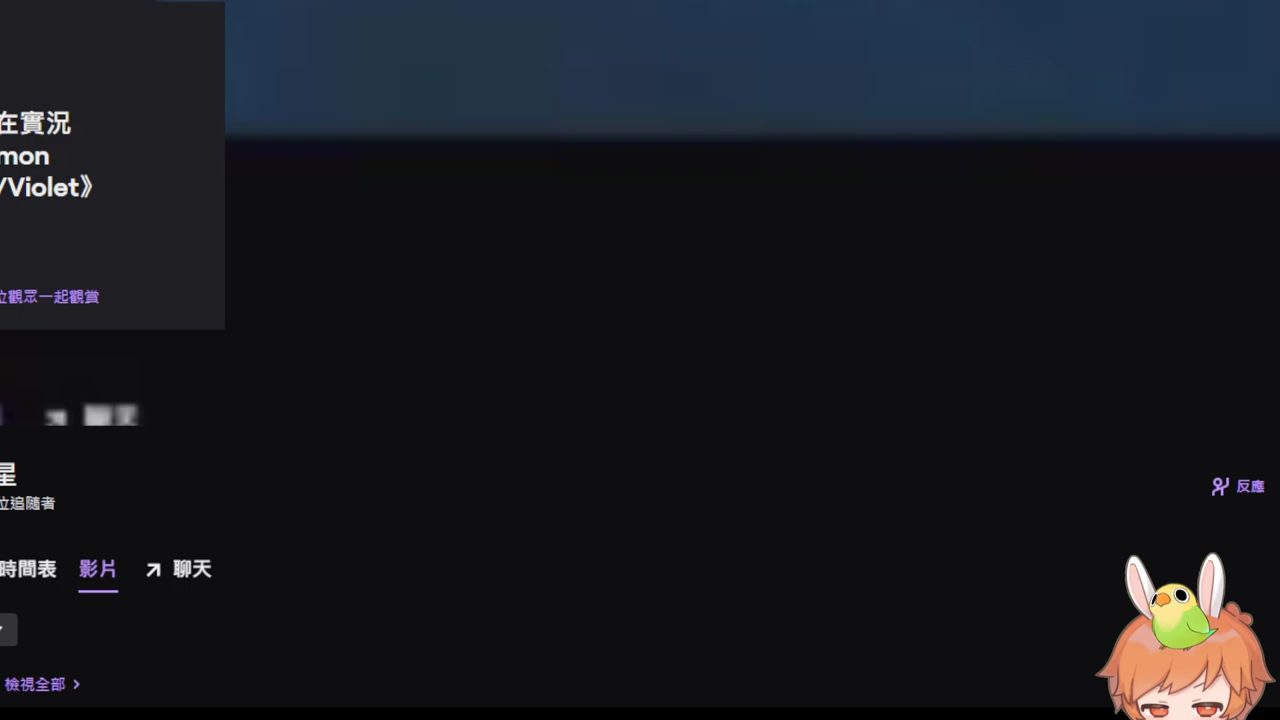 在實況
mon
/Violet》
位觀眾一起觀賞
星
位追隨者
反應
時間表 影片 聊天
檢視全部